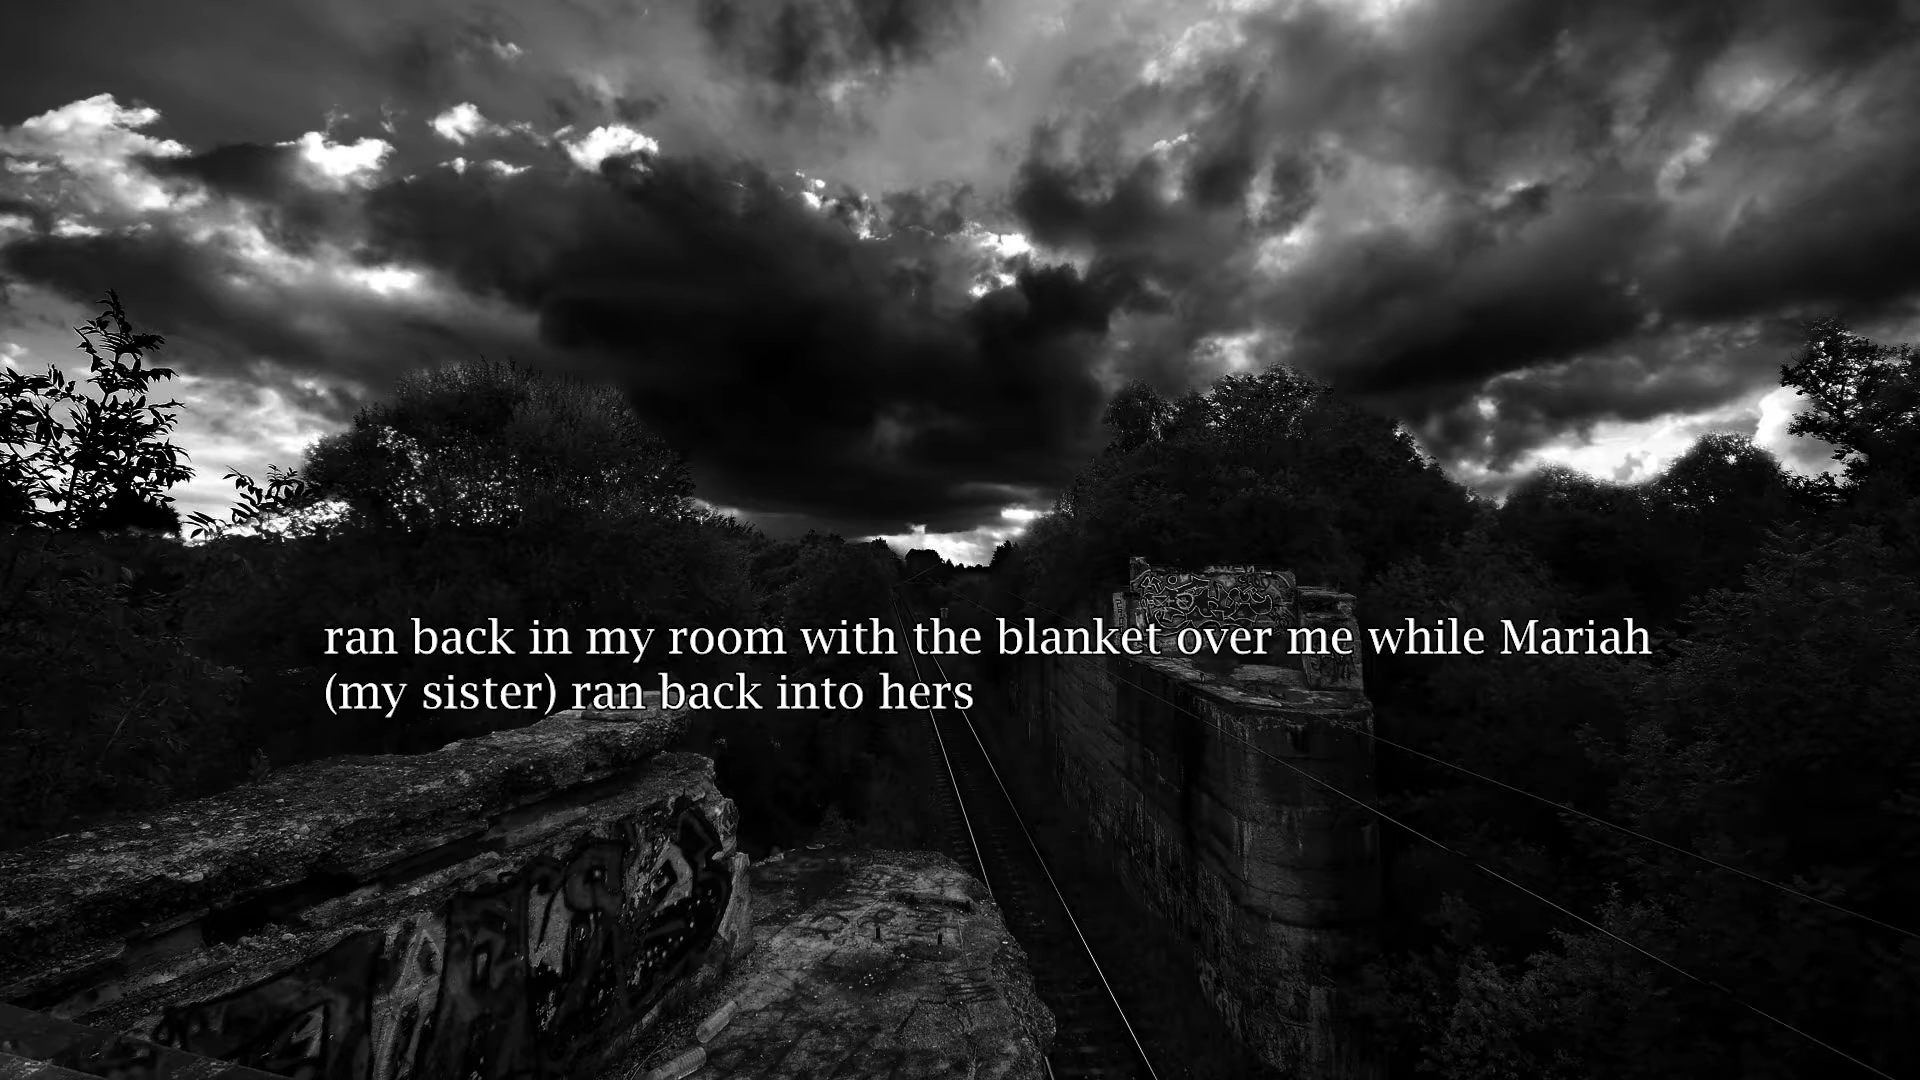 ran back in my room with the blanket over me while Mariah
(my sister) ran back into hers